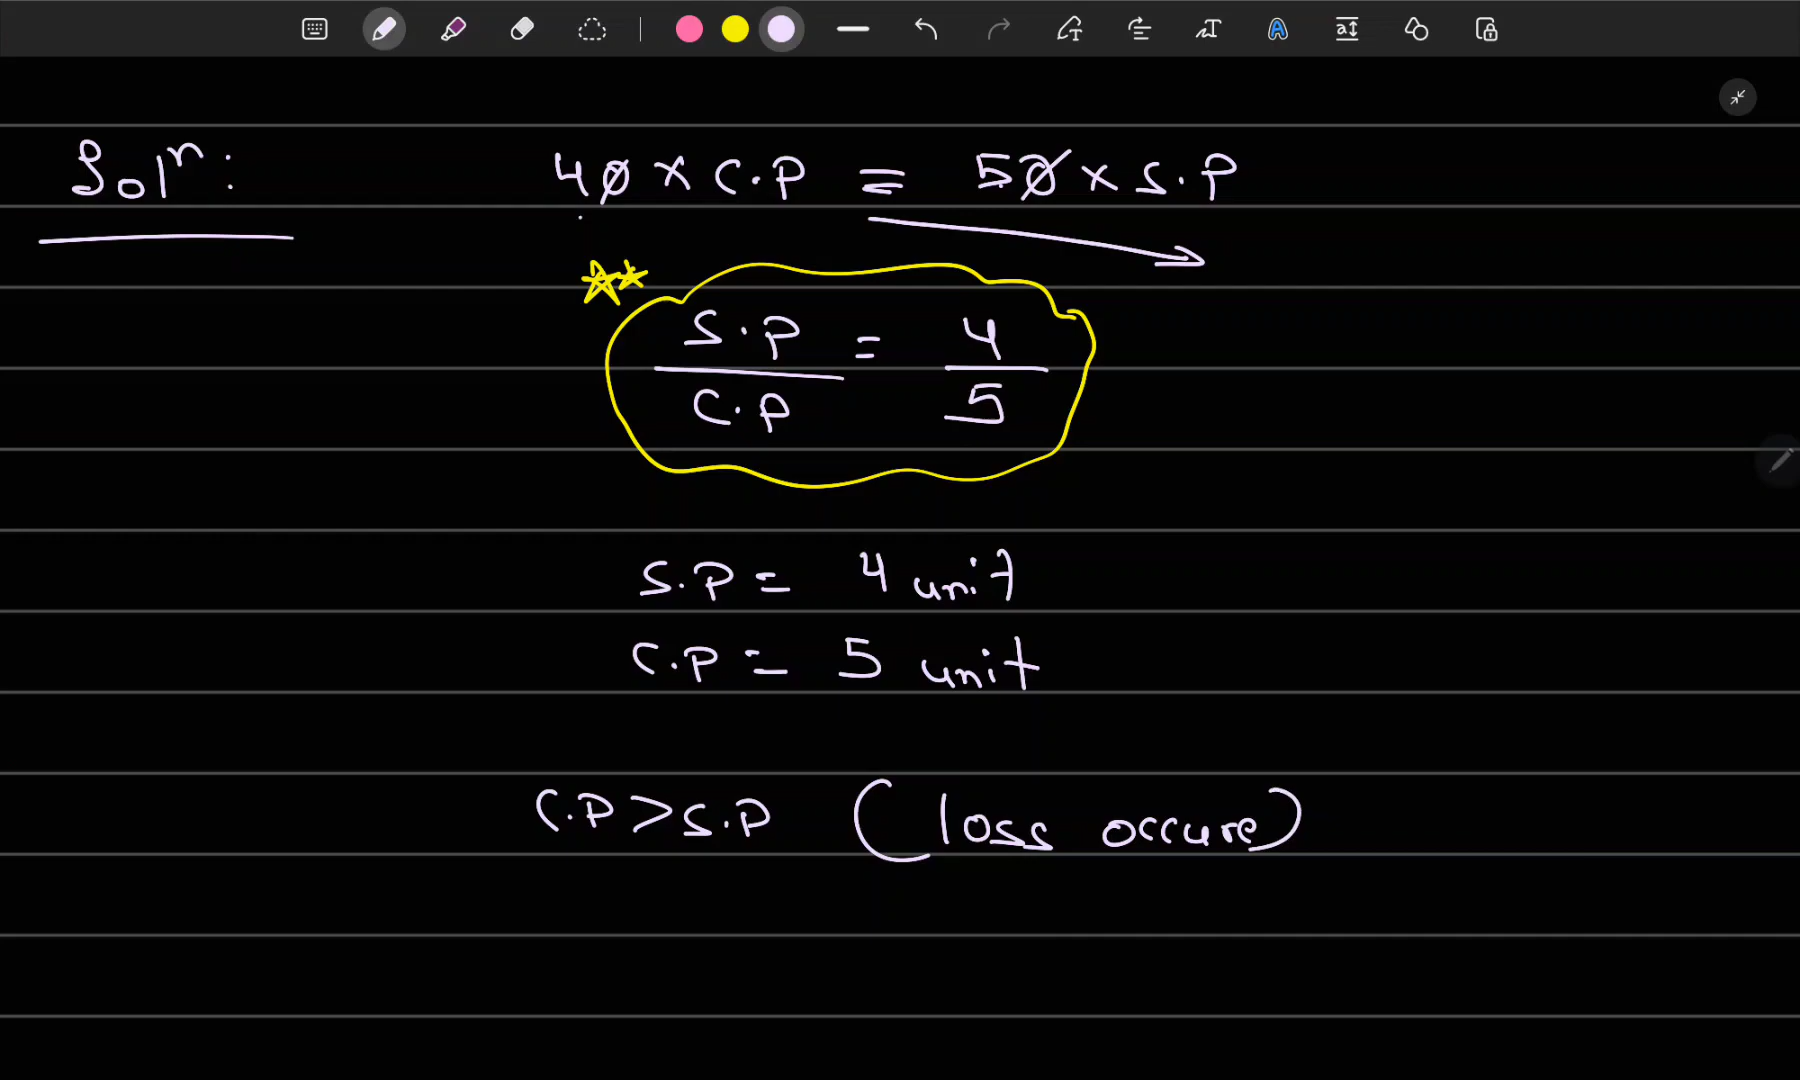 Solⁿ: 40 × C.P = 50 × S.P
S.P / C.P = 4 / 5
S.P = 4 unit
C.P = 5 unit
C.P > S.P (loss occure)